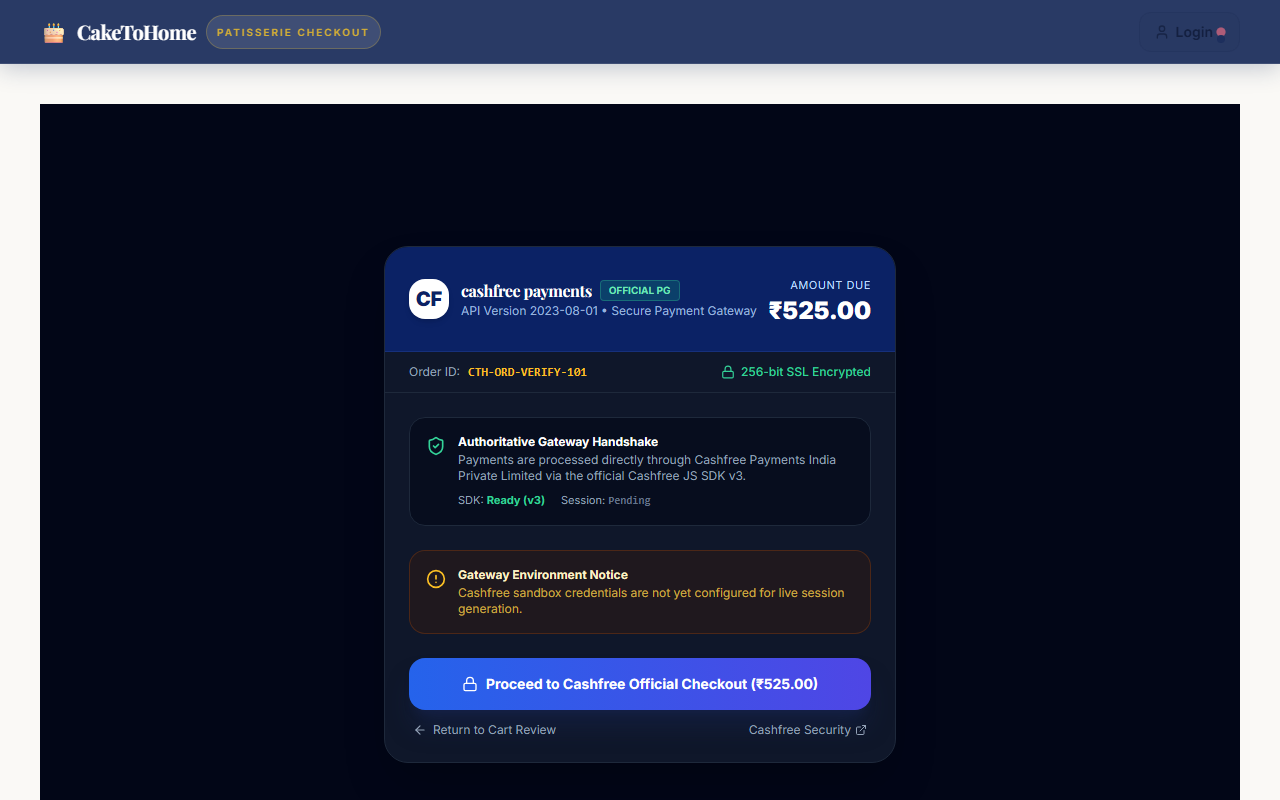 CakeToHome PATISSERIE CHECKOUT Login
CF cashfree payments OFFICIAL PG
API Version 2023-08-01 • Secure Payment Gateway
AMOUNT DUE
₹525.00
Order ID: CTH-ORD-VERIFY-101 256-bit SSL Encrypted
Authoritative Gateway Handshake
Payments are processed directly through Cashfree Payments India
Private Limited via the official Cashfree JS SDK v3.
SDK: Ready (v3) Session: Pending
Gateway Environment Notice
Cashfree sandbox credentials are not yet configured for live session
generation.
Proceed to Cashfree Official Checkout (₹525.00)
Return to Cart Review Cashfree Security